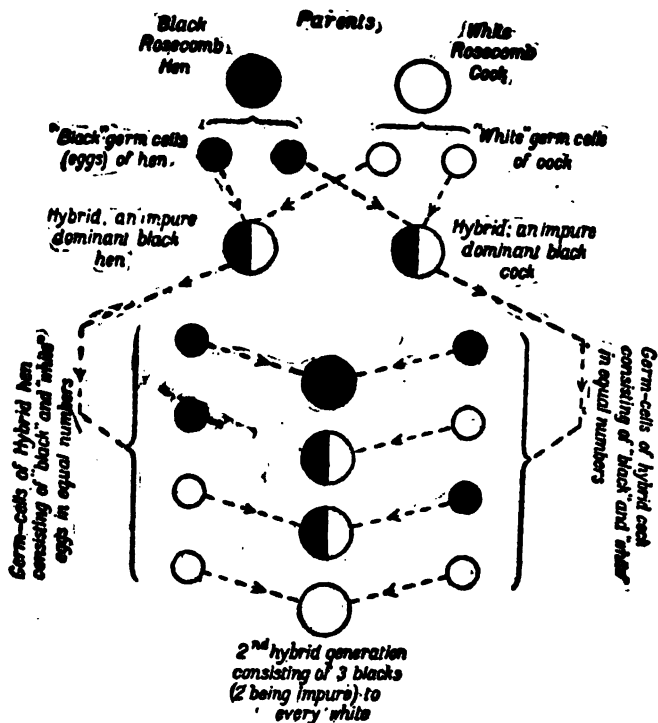 Parents,
Black
Rosecomb
Hen
White
Rosecomb
Cock,
"Black" germ cells
(eggs) of hen.
"White" germ cells
of cock
Hybrid, an impure
dominant black
hen
Hybrid: an impure
dominant black
cock
Germ-cells of Hybrid hen
consisting of "black" and "white"
eggs in equal numbers
Germ-cells of hybrid cock
consisting of "black" and "white"
in equal numbers
2nd hybrid generation
consisting of 3 blacks
(2 being impure) to
every white